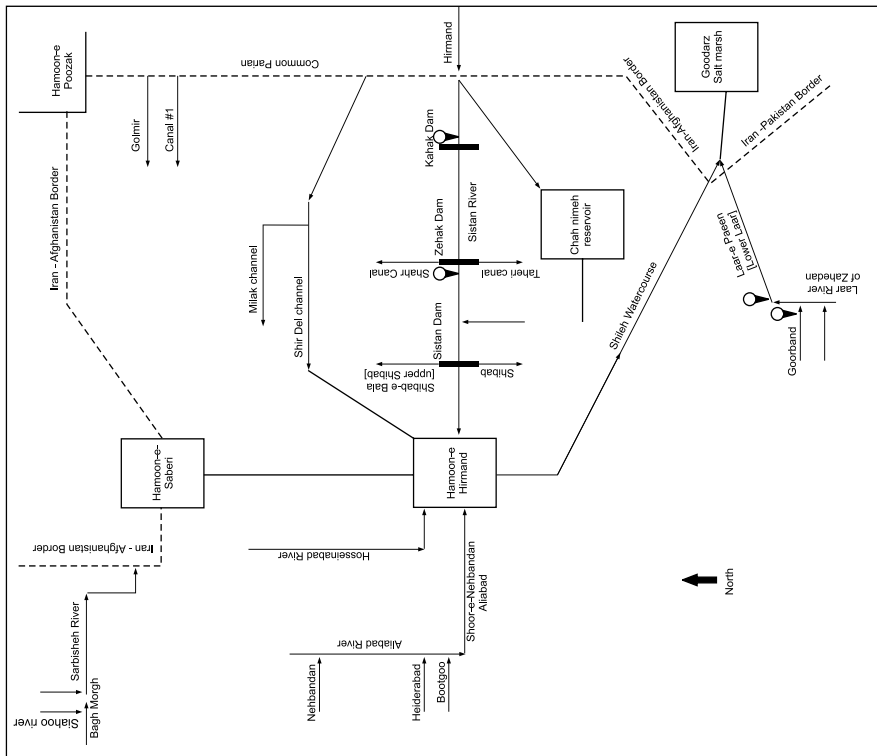 Hamoon-e
Poozak
Common Parian
Hirmand
Goodarz
Salt marsh
Golmir
Canal #1
Iran-Afghanistan Border
Iran -Pakistan Border
Iran - Afghanistan Border
Kahak Dam
Zehak Dam
Sistan River
Chah nimeh
reservoir
Milak channel
Shir Del channel
Shahr Canal
Taheri canal
Sistan Dam
Shibab-e Bala
[upper Shibab]
Shibab
Shileh Watercourse
Laar-e Paeen
[Lower Laar]
Laar River
of Zahedan
Goorband
Hamoon-e-
Saberi
Hamoon-e
Hirmand
Iran - Afghanistan Border
Hosseinabad River
Shoor-e-Nehbandan
Aliabad
Aliabad River
Nehbandan
Heiderabad
Bootgoo
Sarbisheh River
Siahoo river
Bagh Morgh
North